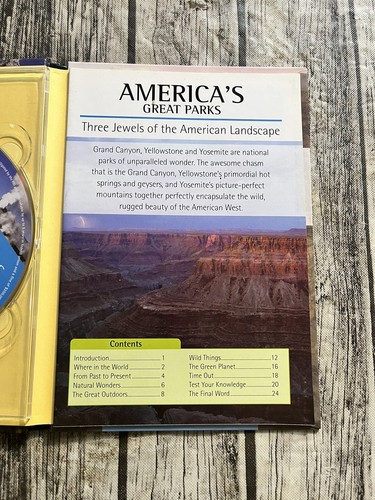 AMERICA'S
GREAT PARKS
Three Jewels of the American Landscape
Grand Canyon, Yellowstone and Yosemite are national
parks of unparalleled wonder. The awesome chasm
that is the Grand Canyon, Yellowstone's primordial hot
springs and geysers, and Yosemite's picture-perfect
mountains together perfectly encapsulate the wild,
rugged beauty of the American West.
Contents
Introduction 1
Where in the World 2
From Past to Present 4
Natural Wonders 6
The Great Outdoors 8
Wild Things 12
The Green Planet 16
Time Out 18
Test Your Knowledge 20
The Final Word 24